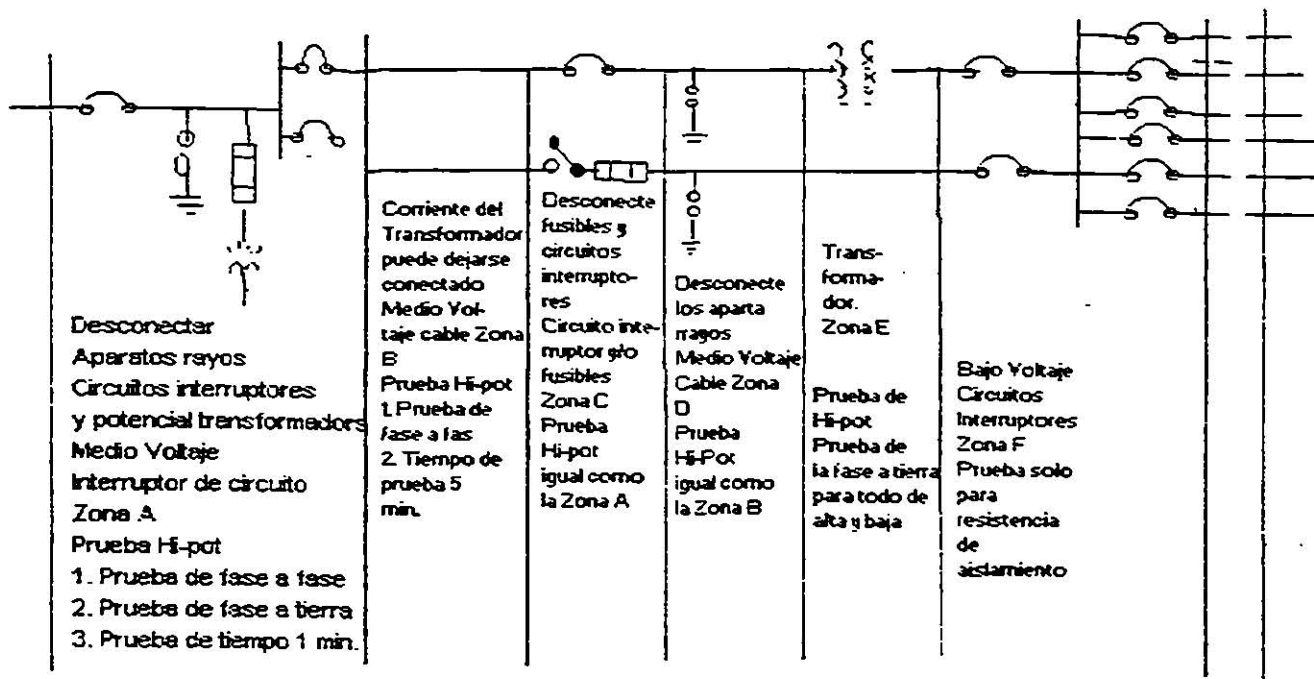 Desconectar
Aparatos rayos
Circuitos interruptores
y potencial transformadors
Medio Voltaje
Interruptor de circuito
Zona A
Prueba Hi-pot
1. Prueba de fase a fase
2. Prueba de fase a tierra
3. Prueba de tiempo 1 min.
Corriente del
Transformador
puede dejarse
conectado
Medio Vol-
taje cable Zona
B
Prueba Hi-pot
1. Prueba de
fase a fas
2. Tiempo de
prueba 5
min.
Desconecte
fusibles y
circuitos
interrupto-
res
Circuito inte-
rruptor y/o
fusibles
Zona C
Prueba
Hi-pot
igual como
la Zona A
Desconecte
los aparta
rrayos
Medio Voltaje
Cable Zona
D
Prueba
Hi-Pot
igual como
la Zona B
Trans-
forma-
dor.
Zona E
Prueba de
Hi-pot
Prueba de
la fase a tierra
para todo de
alta y baja
Bajo Voltaje
Circuitos
Interruptores
Zona F
Prueba solo
para
resistencia
de
aislamiento